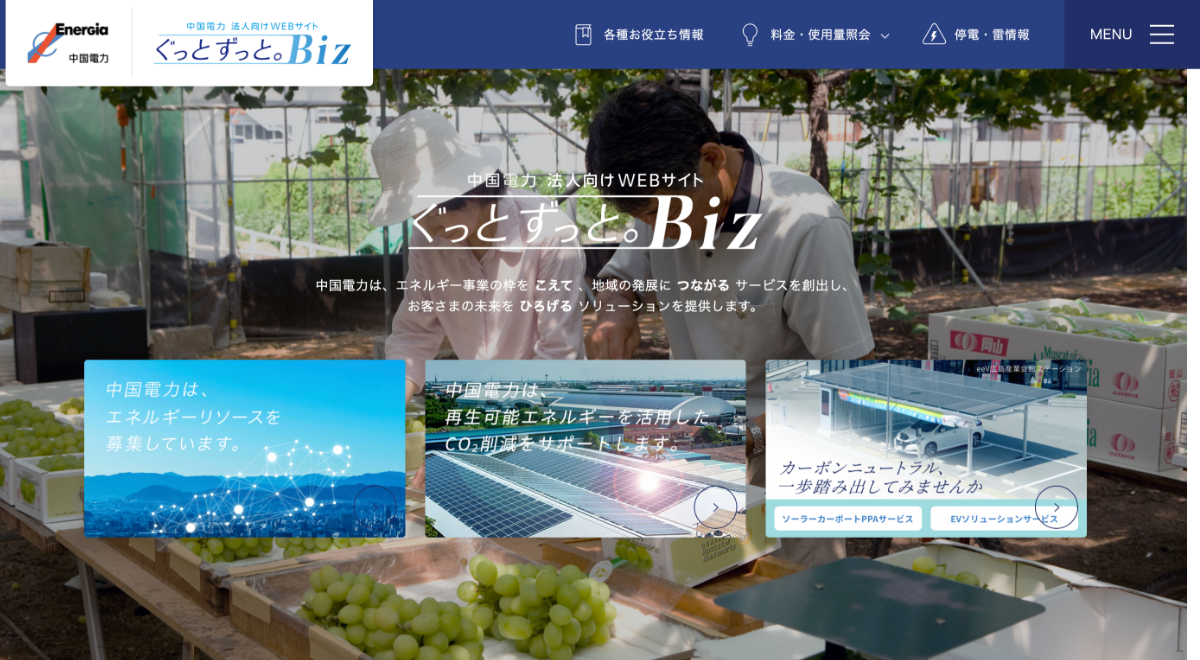 Energia
中国電力
中国電力 法人向けWEBサイト
ぐっとずっと。Biz
各種お役立ち情報
料金・使用量照会
停電・雷情報
MENU
中国電力 法人向けWEBサイト
ぐっとずっと。Biz
中国電力は、エネルギー事業の枠を こえて 、地域の発展に つながる サービスを創出し、
お客さまの未来を ひろげる ソリューションを提供します。
岡山
中国電力は、
エネルギーリソースを
募集しています。
中国電力は、
再生可能エネルギーを活用した
CO₂削減をサポートします。
eeV広島産業会館ステーション
カーボンニュートラル、
一歩踏み出してみませんか
ソーラーカーポートPPAサービス
EVソリューションサービス